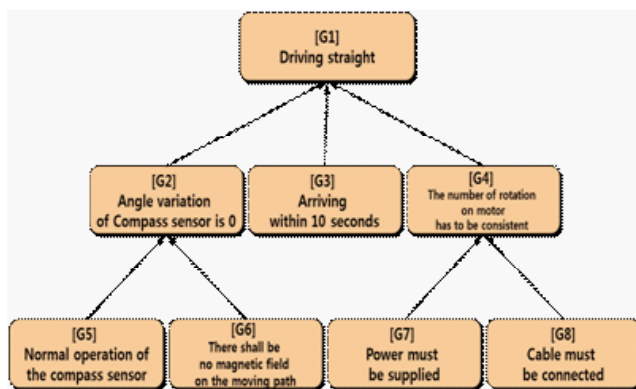 [G1]
Driving straight
[G2]
Angle variation
of Compass sensor is 0
[G3]
Arriving
within 10 seconds
[G4]
The number of rotation
on motor
has to be consistent
[G5]
Normal operation of
the compass sensor
[G6]
There shall be
no magnetic field
on the moving path
[G7]
Power must
be supplied
[G8]
Cable must
be connected